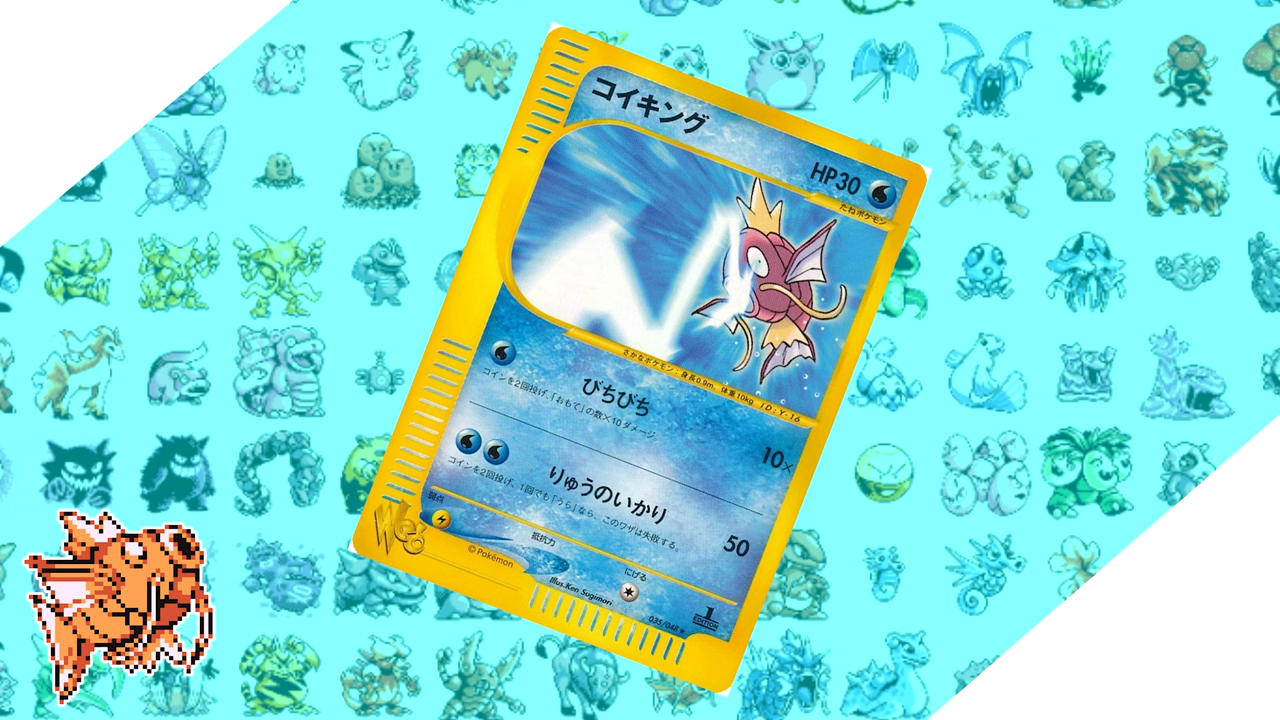 コイキング
HP30
たねポケモン
さかなポケモン：身長0.9m、体重10kg ID:Y-16
びちびち
10×
コインを2回投げ、「おもて」の数×10ダメージ。
りゅうのいかり
50
コインを2回投げ、1回でも「うら」なら、このワザは失敗する。
弱点
抵抗力
にげる
Web
©Pokémon
Illus.Ken Sugimori
035/048
1
EDITION